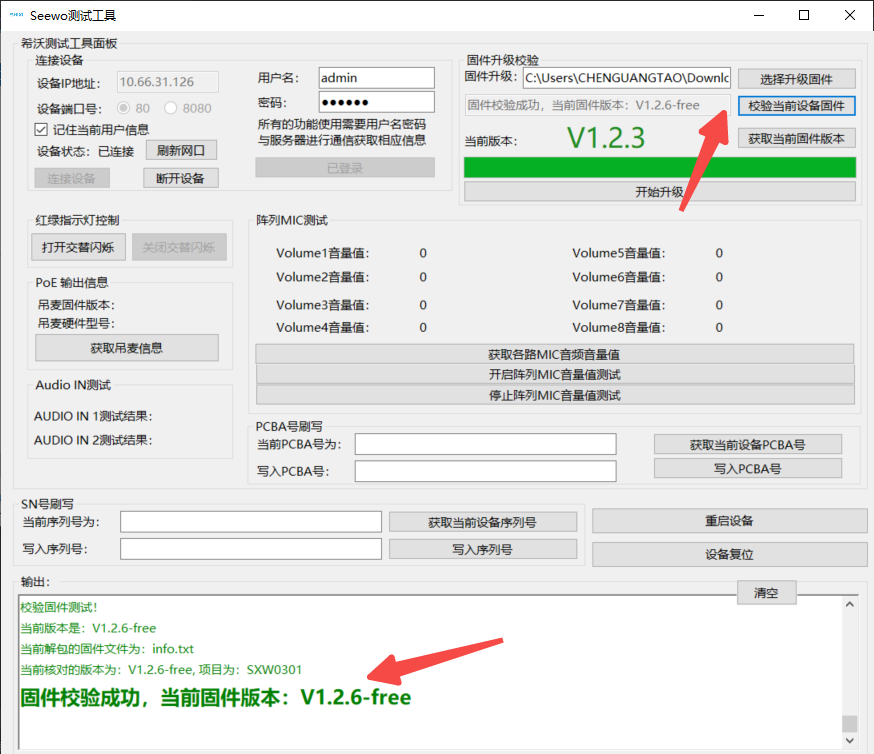 Seewo测试工具
希沃测试工具面板
连接设备
设备IP地址： 10.66.31.126
设备端口号： 80 8080
记住当前用户信息
设备状态： 已连接 刷新网口
连接设备 断开设备
用户名： admin
密码： ●●●●●●
所有的功能使用需要用户名密码
与服务器进行通信获取相应信息
已登录
固件升级校验
固件升级： C:\Users\CHENGUANGTAO\Downlc 选择升级固件
固件校验成功，当前固件版本：V1.2.6-free 校验当前设备固件
当前版本： V1.2.3 获取当前固件版本
开始升级
红绿指示灯控制
打开交替闪烁 关闭交替闪烁
PoE 输出信息
吊麦固件版本：
吊麦硬件型号：
获取吊麦信息
Audio IN测试
AUDIO IN 1测试结果：
AUDIO IN 2测试结果：
阵列MIC测试
Volume1音量值： 0 Volume5音量值： 0
Volume2音量值： 0 Volume6音量值： 0
Volume3音量值： 0 Volume7音量值： 0
Volume4音量值： 0 Volume8音量值： 0
获取各路MIC音频音量值
开启阵列MIC音量值测试
停止阵列MIC音量值测试
PCBA号刷写
当前PCBA号为： 获取当前设备PCBA号
写入PCBA号： 写入PCBA号
SN号刷写
当前序列号为： 获取当前设备序列号
写入序列号： 写入序列号
重启设备
设备复位
输出：
清空
校验固件测试！
当前版本是：V1.2.6-free
当前解包的固件文件为：info.txt
当前核对的版本为：V1.2.6-free, 项目为：SXW0301
固件校验成功，当前固件版本：V1.2.6-free